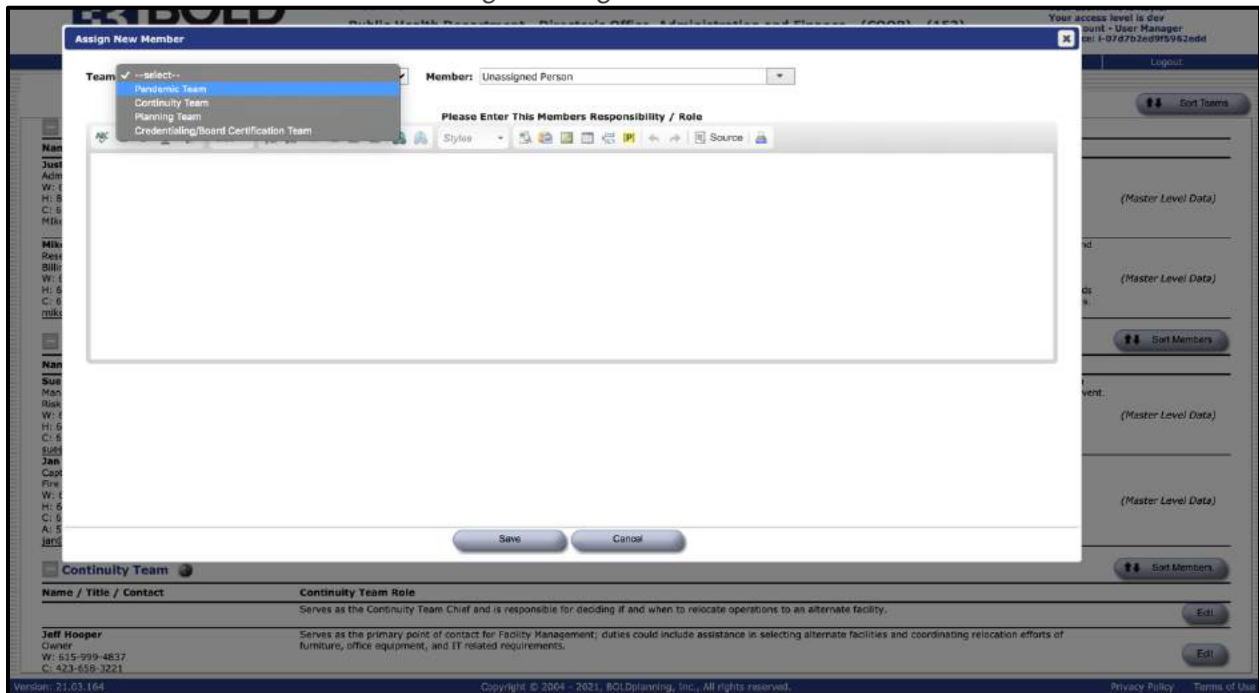 BOLD
Public Health Department - Director's Office - Administration and Finance - (COOP) (152)
Your access level is dev
Account - User Manager
i-07d7b2ed9f5962edd
Assign New Member
Logout
Team ✓ --select--
Pandemic Team
Continuity Team
Planning Team
Credentialing/Board Certification Team
Member: Unassigned Person
Sort Teams
Please Enter This Members Responsibility / Role
Styles
Source
(Master Level Data)
(Master Level Data)
Sort Members
(Master Level Data)
(Master Level Data)
Save
Cancel
Continuity Team
Sort Members
Name / Title / Contact
Continuity Team Role
Serves as the Continuity Team Chief and is responsible for deciding if and when to relocate operations to an alternate facility.
Edit
Jeff Hooper
Owner
W: 615-999-4837
C: 423-658-3221
Serves as the primary point of contact for Facility Management; duties could include assistance in selecting alternate facilities and coordinating relocation efforts of
furniture, office equipment, and IT related requirements.
Edit
Version: 21.03.164
Copyright © 2004 - 2021, BOLDplanning, Inc., All rights reserved.
Privacy Policy
Terms of Use